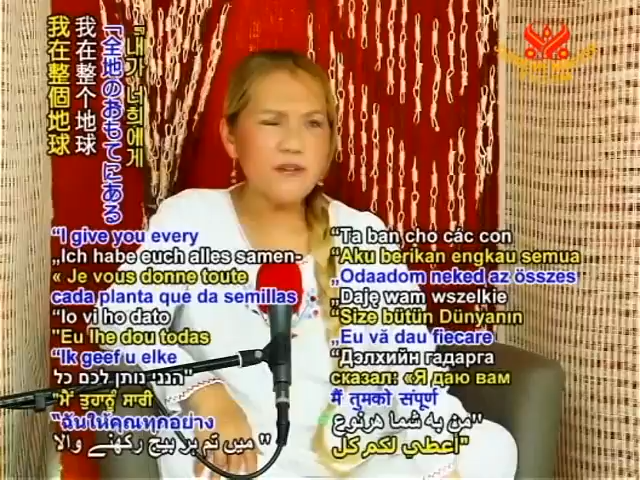 我在整個地球
我在整个地球
「全地のおもてにある
"내가 너희에게
"I give you every
„Ich habe euch alles samen-
« Je vous donne toute
cada planta que da semillas
"Io vi ho dato
"Eu lhe dou todas
"Ik geef u elke
"הנני נותן לכם כל
"ਮੈਂ ਤੁਹਾਨੂੰ ਸਾਰੀ
"ฉันให้คุณทุกอย่าง
" میں تم ہر بیج رکھنے والا
"Ta ban cho các con
"Aku berikan engkau semua
„Odaadom neked az összes
„Daję wam wszelkie
"Size bütün Dünyanın
„Eu vă dau fiecare
"Дэлхийн гадарга
сказал: «Я даю вам
मैं तुमको संपूर्ण
"من به شما هرنوع
"أعطي لكم كل